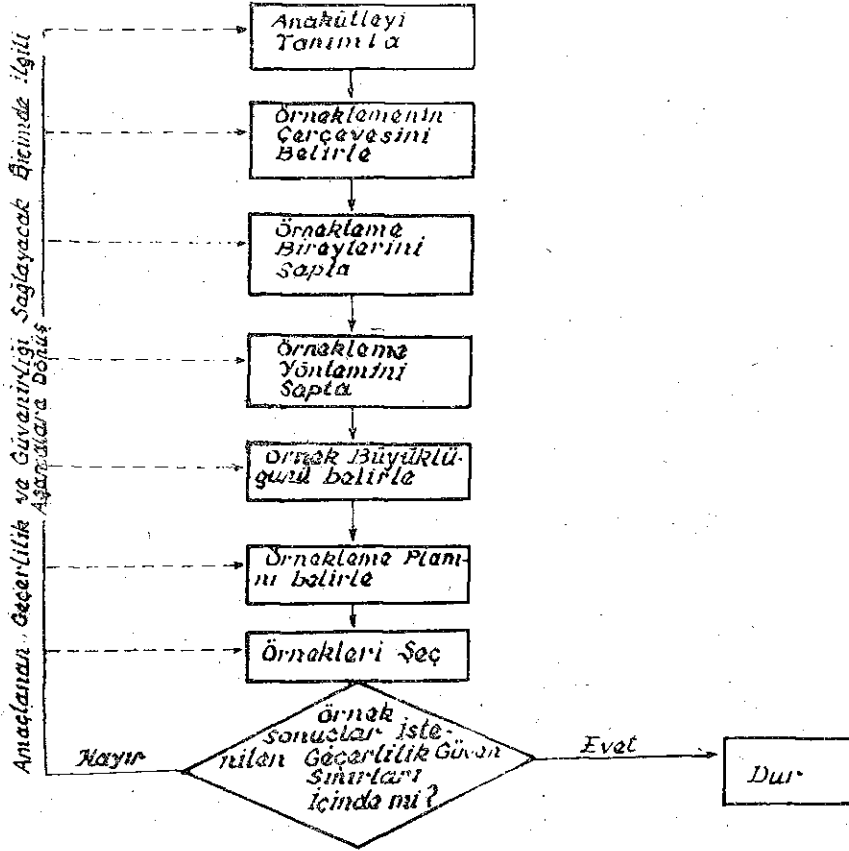 Anakütleyi
Tanımla
Örneklemenin
Çerçevesini
Belirle
Örnekleme
Bireylerini
Sapta
Örnekleme
Yöntemini
Sapta
Örnek Büyüklü-
ğünü belirle
Örnekleme Planı-
nı belirle
Örnekleri Seç
Örnek
Sonuçlar iste-
nilen Geçerlilik Güven
Sınırları
İçinde mi?
Evet
Dur
Hayır
Amaçlanan Geçerlilik ve Güvenirliği Sağlayacak Biçimde ilgili
Aşamalara Dönüş